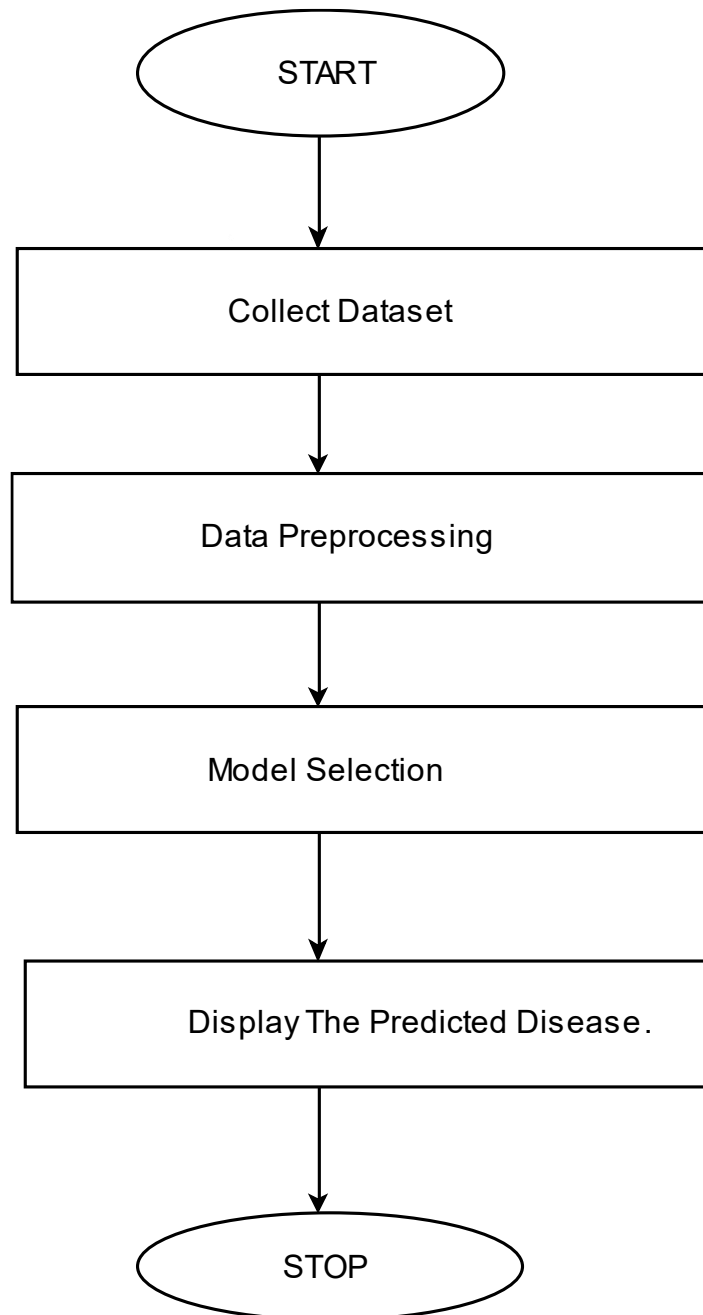 START
Collect Dataset
Data Preprocessing
Model Selection
Display The Predicted Disease.
STOP